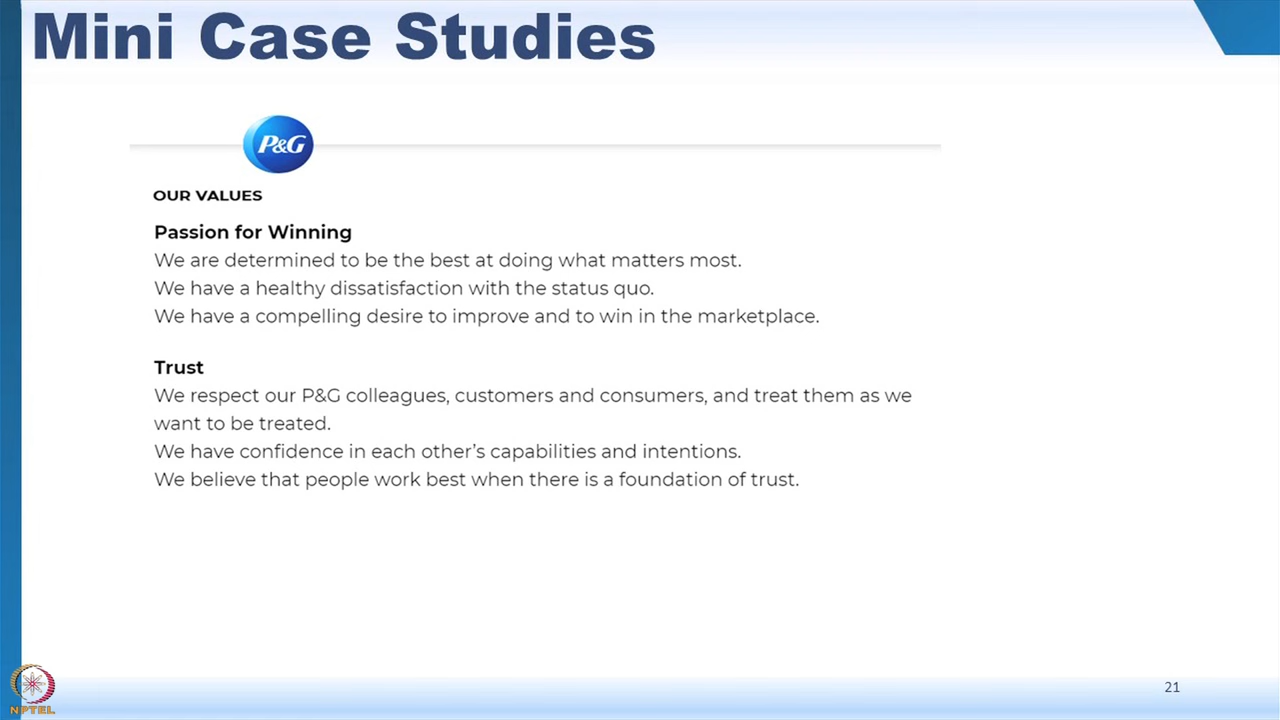 Mini Case Studies
P&G
OUR VALUES
Passion for Winning
We are determined to be the best at doing what matters most.
We have a healthy dissatisfaction with the status quo.
We have a compelling desire to improve and to win in the marketplace.
Trust
We respect our P&G colleagues, customers and consumers, and treat them as we
want to be treated.
We have confidence in each other’s capabilities and intentions.
We believe that people work best when there is a foundation of trust.
21
NPTEL